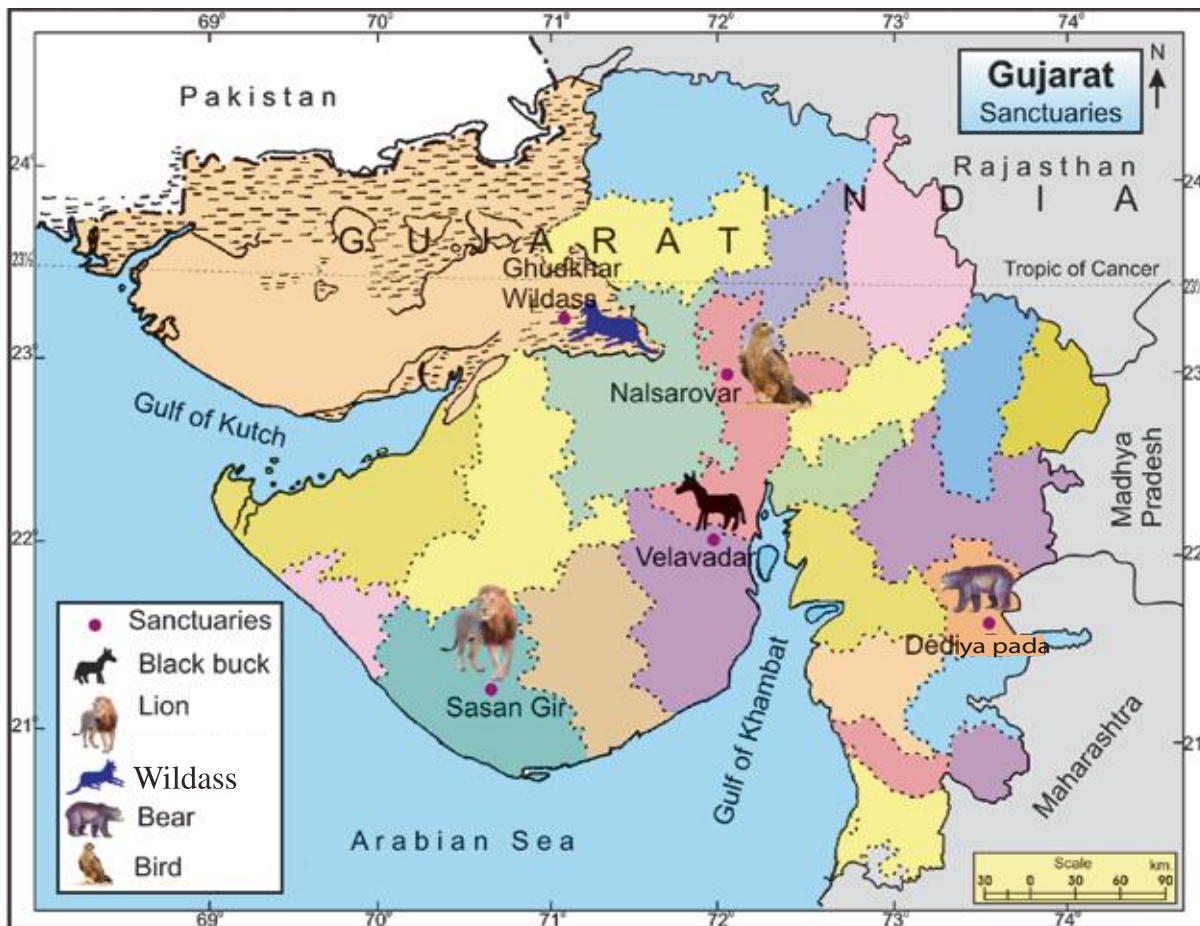 69° 70° 71° 72° 73° 74°
Gujarat
Sanctuaries
N
Pakistan
Rajasthan
24°
24°
INDIA
GUJARAT
23½°
Tropic of Cancer
23½°
Ghudkhar
Wildass
23°
23°
Nalsarovar
Gulf of Kutch
Madhya
Pradesh
22°
22°
Velavadar
Dediya pada
Sasan Gir
Gulf of Khambat
Maharashtra
21°
21°
Arabian Sea
Sanctuaries
Black buck
Lion
Wildass
Bear
Bird
Scale
km.
30 0 30 60 90
69° 70° 71° 72° 73° 74°